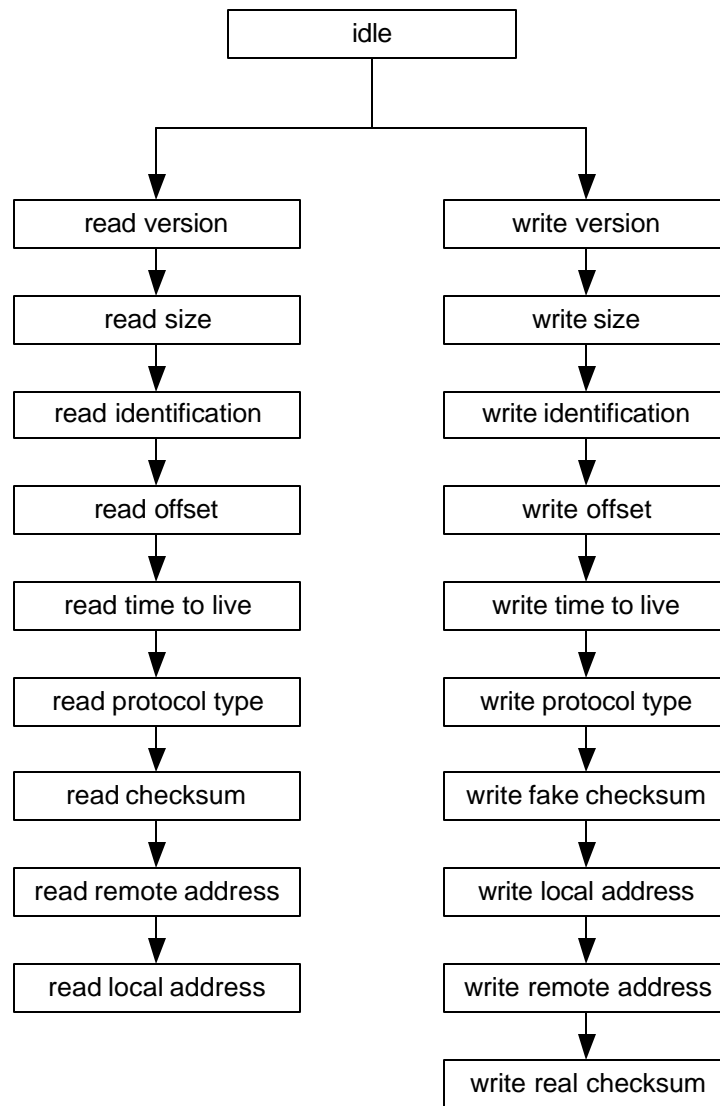 idle
read version
read size
read identification
read offset
read time to live
read protocol type
read checksum
read remote address
read local address
write version
write size
write identification
write offset
write time to live
write protocol type
write fake checksum
write local address
write remote address
write real checksum